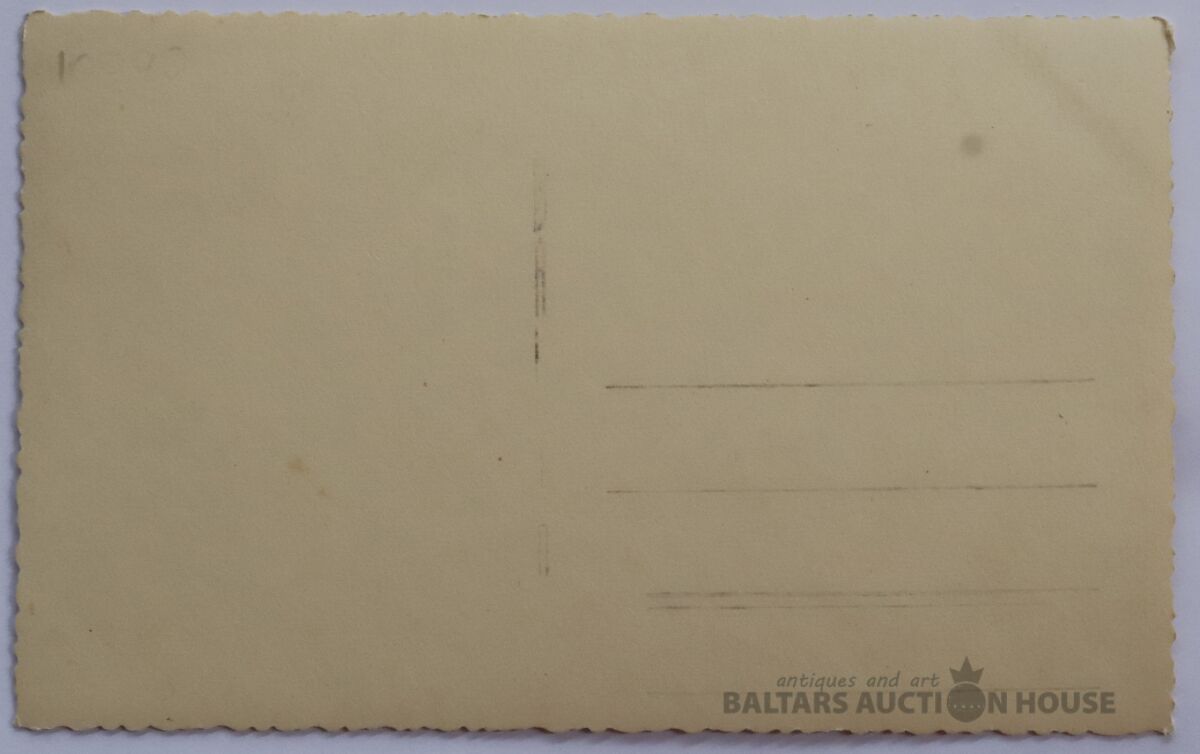 antiques and art
BALTARS AUCTION HOUSE